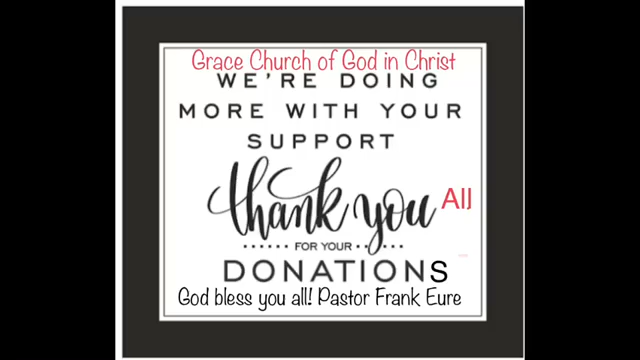 Grace Church of God in Christ
WE'RE DOING
MORE WITH YOUR
SUPPORT
thank you All
FOR YOUR
DONATIONS
God bless you all! Pastor Frank Eure